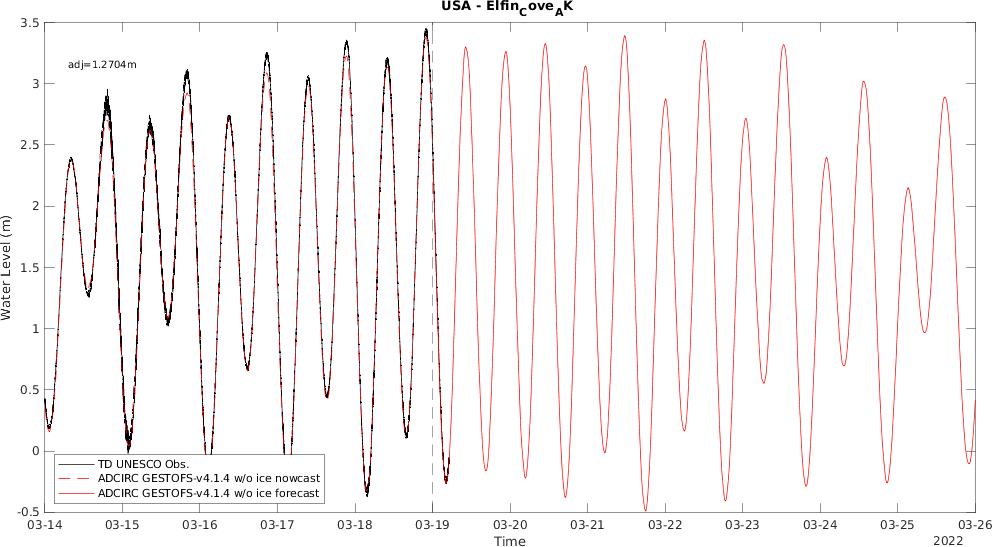 USA - Elfin_Cove_AK
3.5
adj=1.2704m
3
2.5
2
1.5
1
0.5
0
-0.5
Water Level (m)
TD UNESCO Obs.
ADCIRC GESTOFS-v4.1.4 w/o ice nowcast
ADCIRC GESTOFS-v4.1.4 w/o ice forecast
03-14 03-15 03-16 03-17 03-18 03-19 03-20 03-21 03-22 03-23 03-24 03-25 03-26
Time
2022